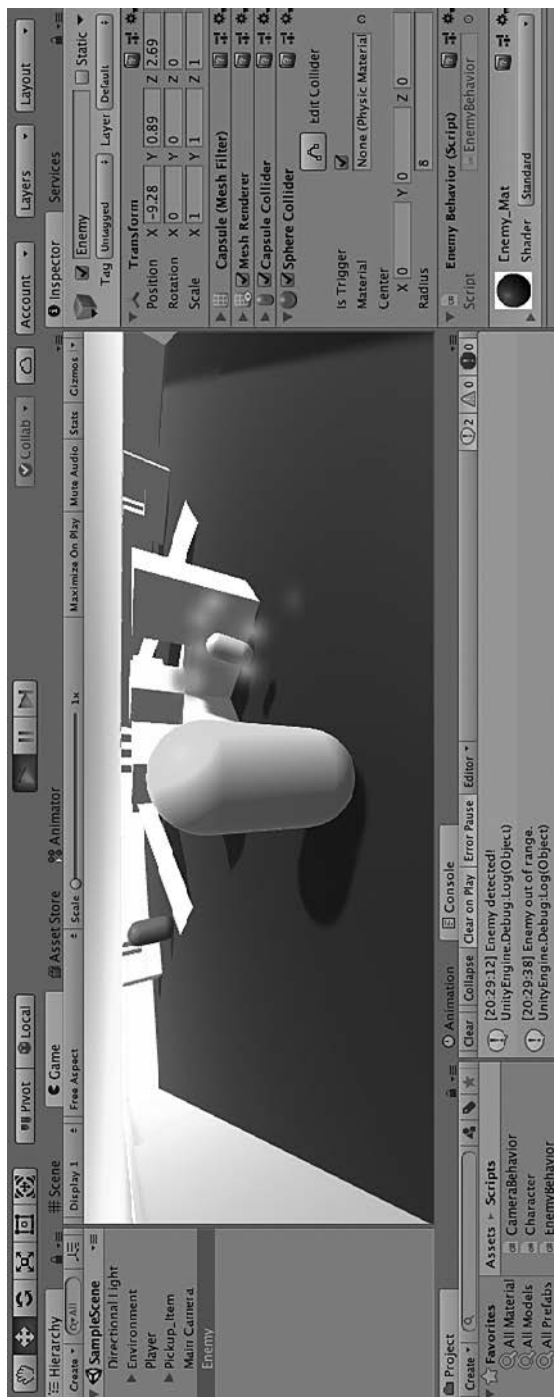 Pivot Local
Collab Account Layers Layout
Hierarchy
Create All
SampleScene
Directional Light
Environment
Player
Pickup_Item
Main Camera
Enemy
Scene Game Asset Store Animator
Display 1 Free Aspect Scale 1x Maximize On Play Mute Audio Stats Gizmos
Inspector Services
Enemy Static
Tag Untagged Layer Default
Transform
Position X -9.28 Y 0.89 Z 2.69
Rotation X 0 Y 0 Z 0
Scale X 1 Y 1 Z 1
Capsule (Mesh Filter)
Mesh Renderer
Capsule Collider
Sphere Collider
Edit Collider
Is Trigger
Material None (Physic Material
Center
X 0 Y 0 Z 0
Radius 8
Enemy Behavior (Script)
Script EnemyBehavior
Enemy_Mat
Shader Standard
Project
Create
Favorites
All Material
All Models
All Prefabs
Assets Scripts
CameraBehavior
Character
EnemyBehavior
Animation Console
Clear Collapse Clear on Play Error Pause Editor 2 0 0
[20:29:12] Enemy detected!
UnityEngine.Debug:Log(Object)
[20:29:38] Enemy out of range.
UnityEngine.Debug:Log(Object)